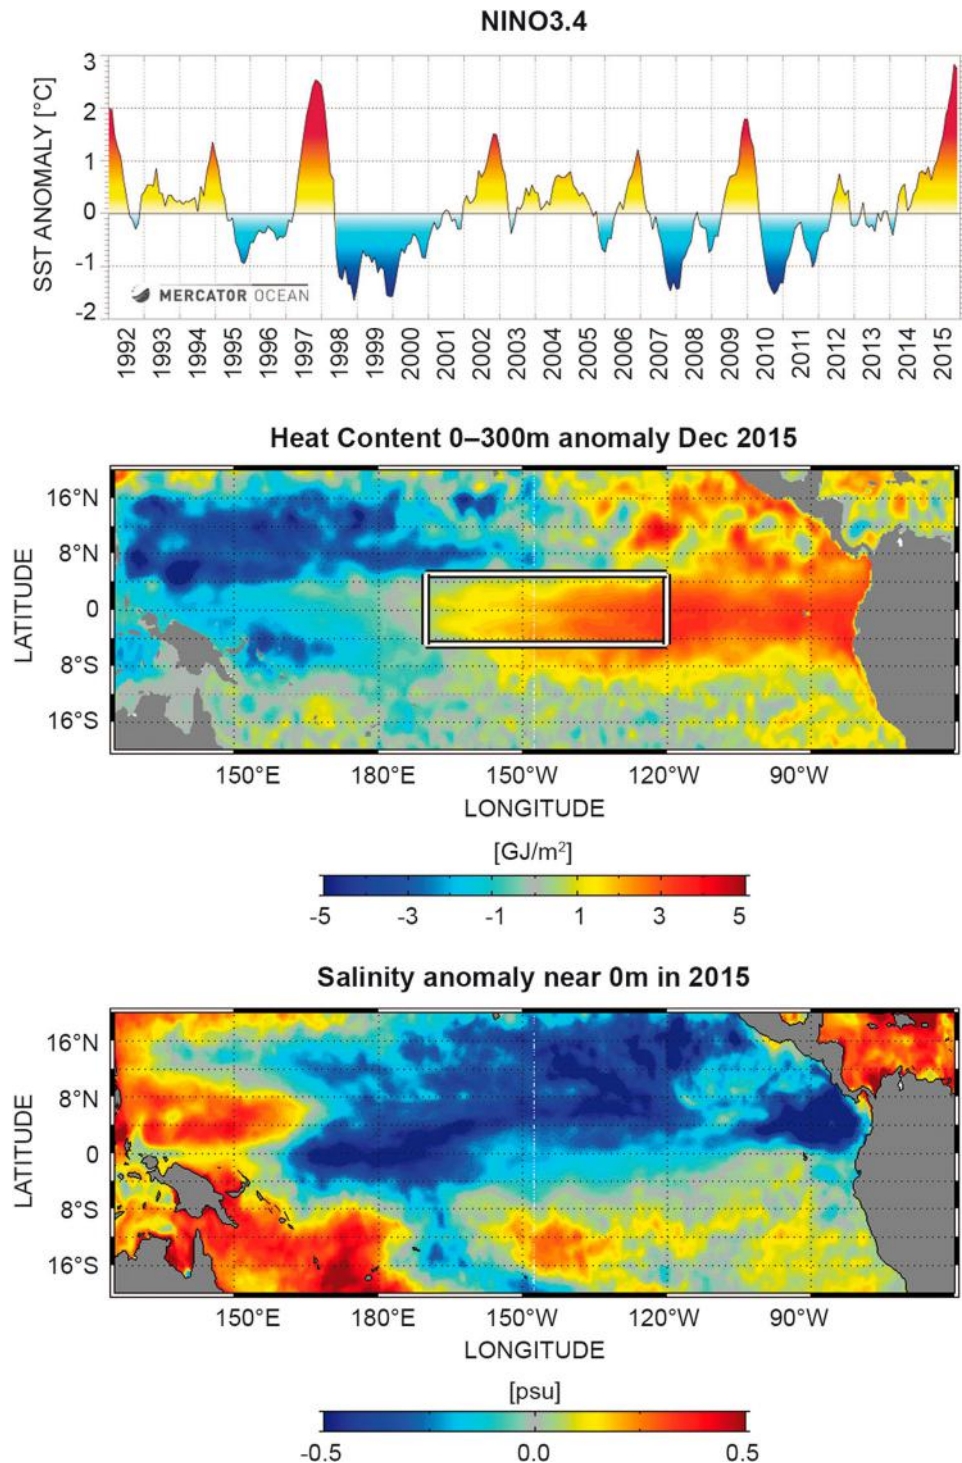 NINO3.4
SST ANOMALY [°C]
3
2
1
0
-1
-2
MERCATOR OCEAN
1992 1993 1994 1995 1996 1997 1998 1999 2000 2001 2002 2003 2004 2005 2006 2007 2008 2009 2010 2011 2012 2013 2014 2015
Heat Content 0–300m anomaly Dec 2015
LATITUDE
16°N
8°N
0
8°S
16°S
150°E 180°E 150°W 120°W 90°W
LONGITUDE
[GJ/m²]
-5 -3 -1 1 3 5
Salinity anomaly near 0m in 2015
LATITUDE
16°N
8°N
0
8°S
16°S
150°E 180°E 150°W 120°W 90°W
LONGITUDE
[psu]
-0.5 0.0 0.5